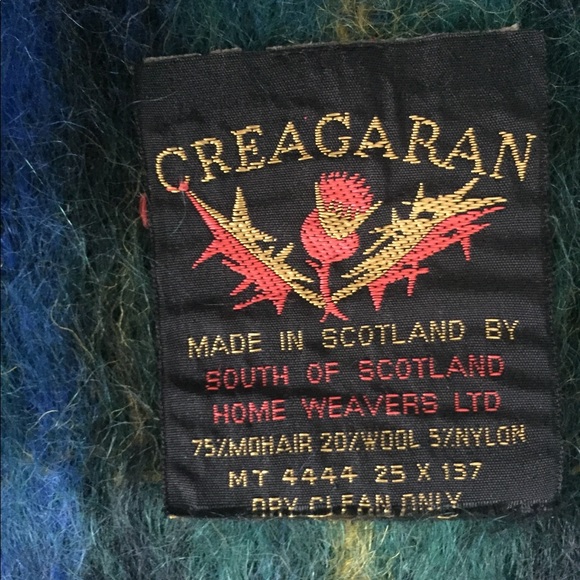 CREAGARAN
MADE IN SCOTLAND BY
SOUTH OF SCOTLAND
HOME WEAVERS LTD
75% MOHAIR 20% WOOL 5% NYLON
MT 4444 25 X 137
DRY CLEAN ONLY